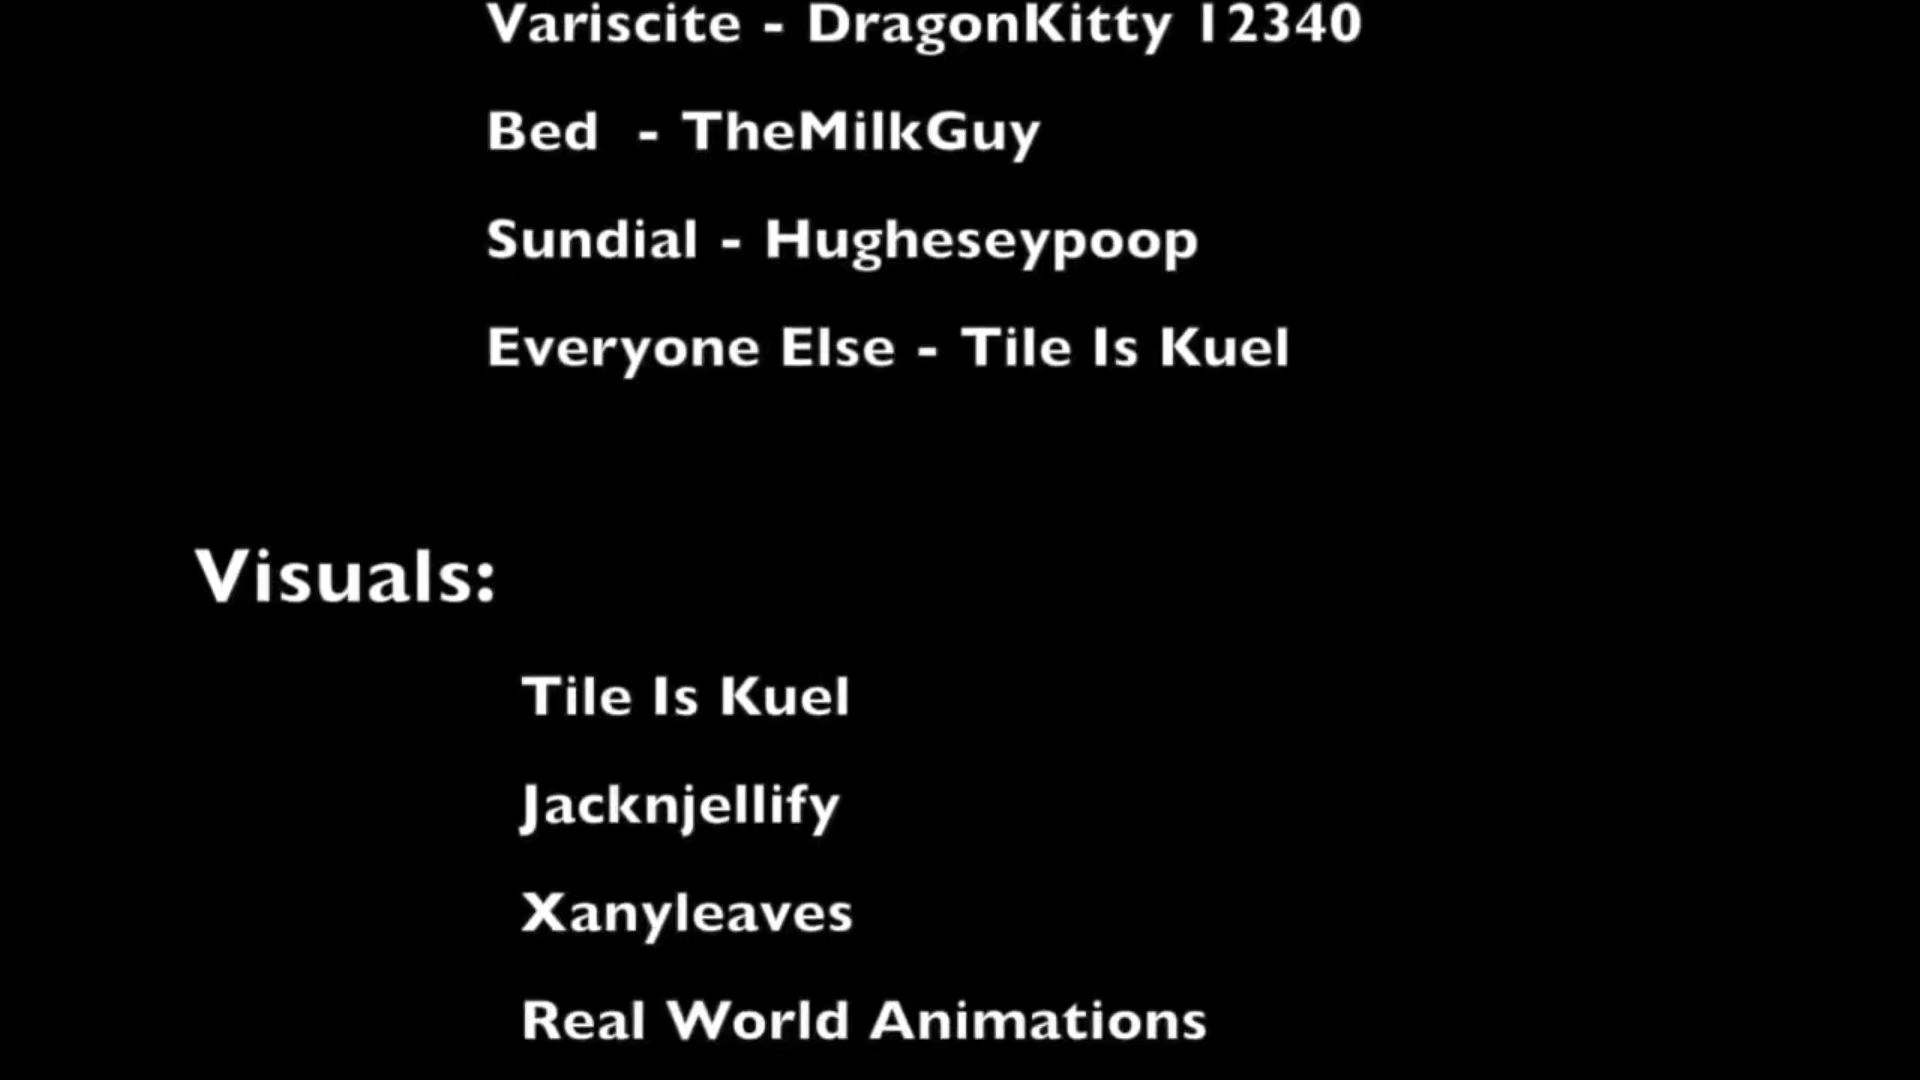 Variscite - DragonKitty 12340
Bed  - TheMilkGuy
Sundial - Hugheseypoop
Everyone Else - Tile Is Kuel
Visuals:
Tile Is Kuel
Jacknjellify
Xanyleaves
Real World Animations